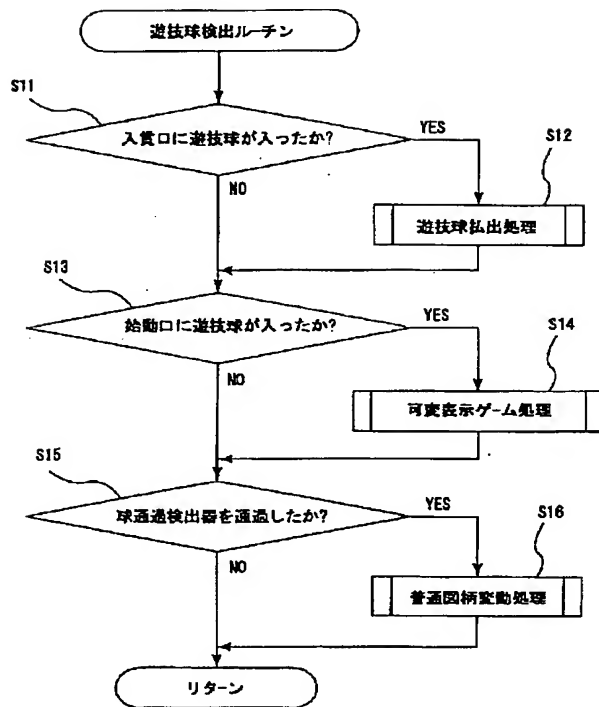 遊技球検出ルーチン
S11
入賞口に遊技球が入ったか?
YES
S12
NO
遊技球払出処理
S13
始動口に遊技球が入ったか?
YES
S14
NO
可変表示ゲーム処理
S15
球通過検出器を通過したか?
YES
S16
NO
普通図柄変動処理
リターン